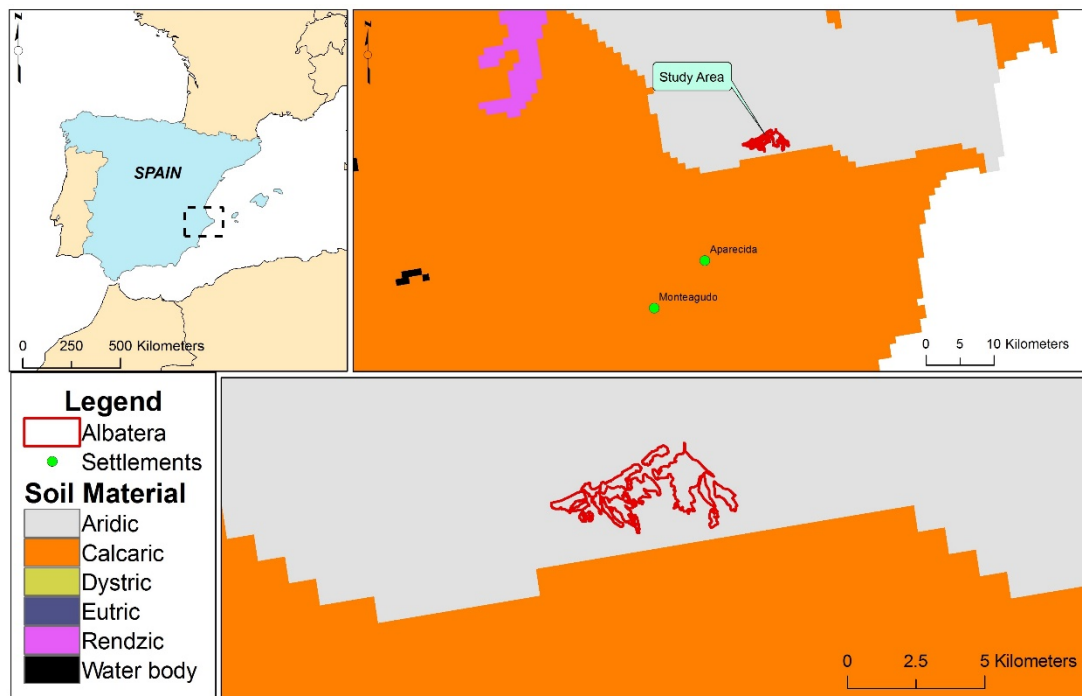 SPAIN
0 250 500 Kilometers
Study Area
Aparecida
Monteagudo
0 5 10 Kilometers
Legend
Albatera
Settlements
Soil Material
Aridic
Calcaric
Dystric
Eutric
Rendzic
Water body
0 2.5 5 Kilometers